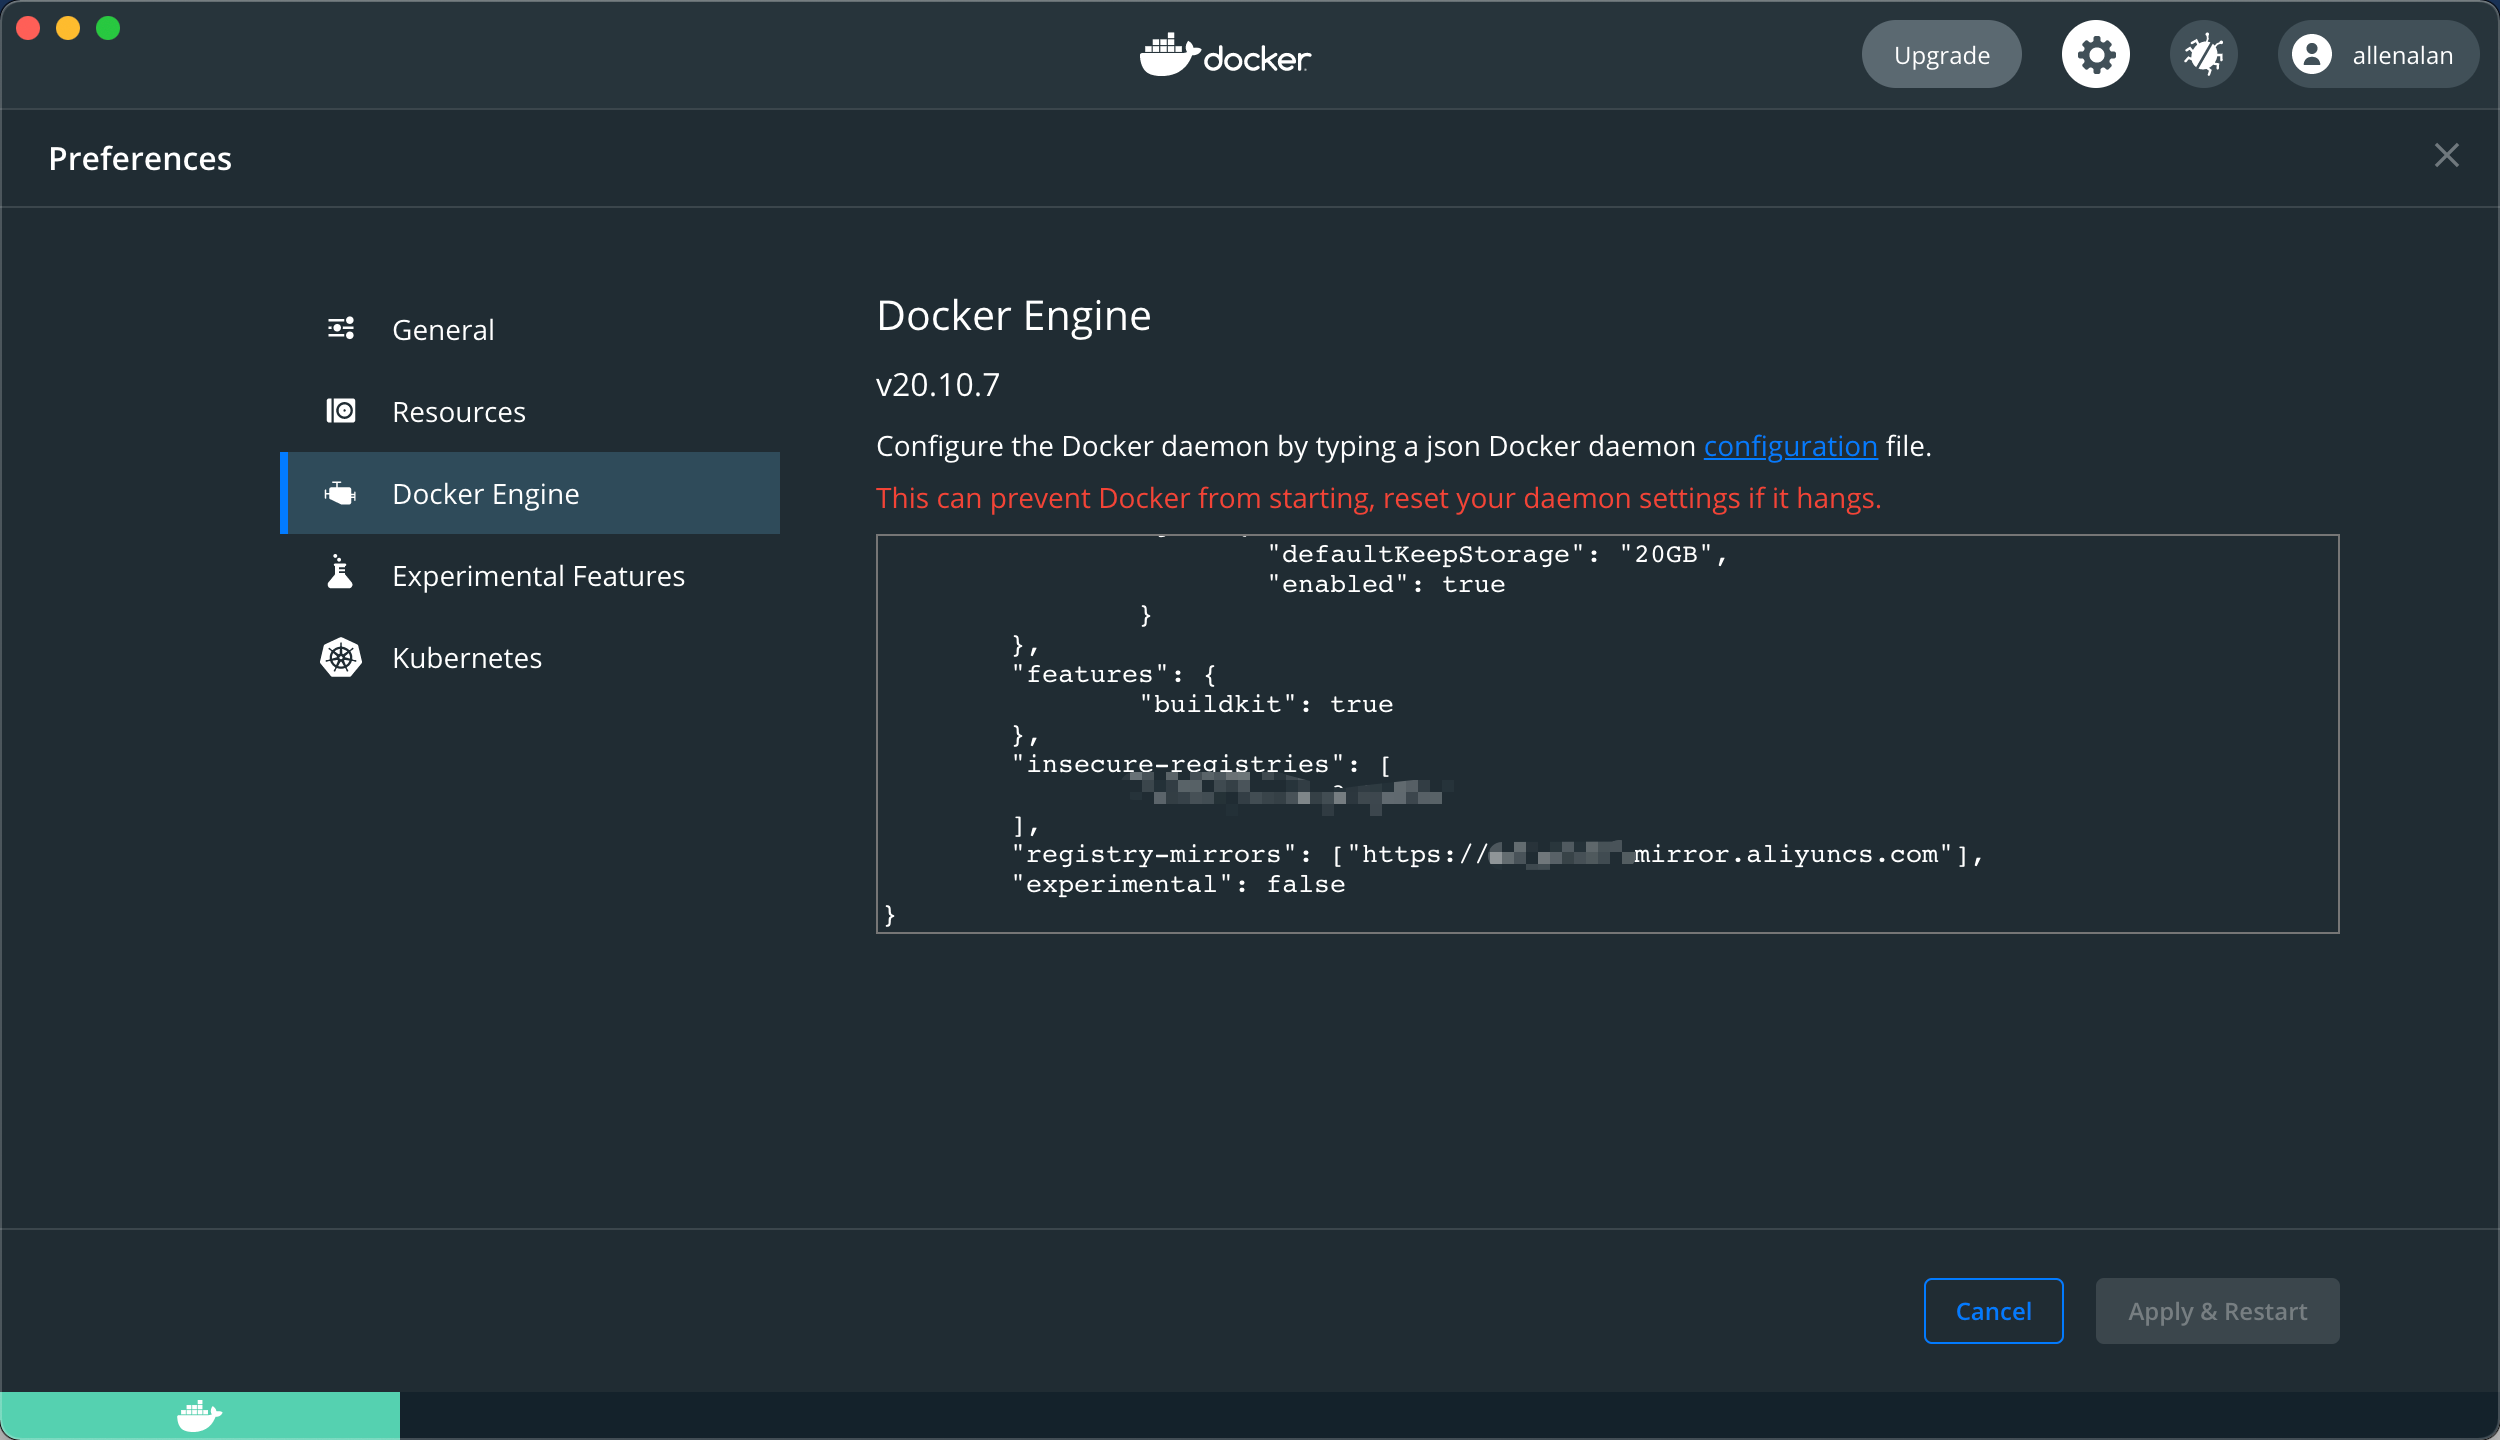 docker
Upgrade
allenalan
Preferences
General
Resources
Docker Engine
Experimental Features
Kubernetes
Docker Engine
v20.10.7
Configure the Docker daemon by typing a json Docker daemon configuration file.
This can prevent Docker from starting, reset your daemon settings if it hangs.
"defaultKeepStorage": "20GB",
"enabled": true
}
},
"features": {
"buildkit": true
},
"insecure-registries": [
],
"registry-mirrors": ["https://mirror.aliyuncs.com"],
"experimental": false
}
Cancel
Apply & Restart